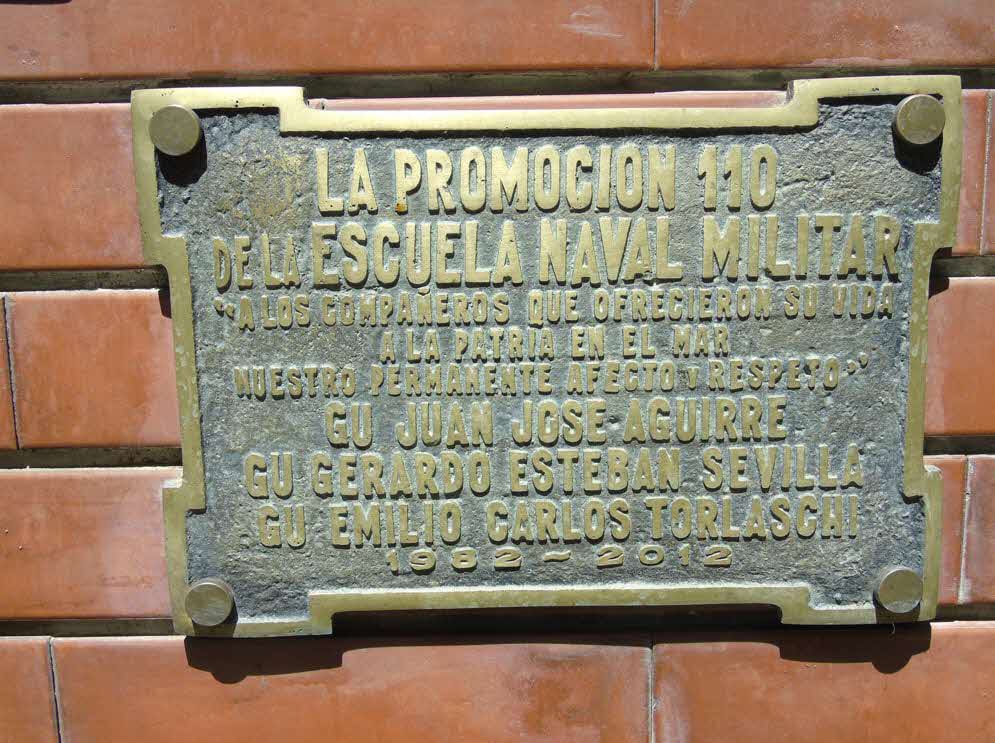 LA PROMOCION 110
DE LA ESCUELA NAVAL MILITAR
"A LOS COMPAÑEROS QUE OFRECIERON SU VIDA
A LA PATRIA EN EL MAR
NUESTRO PERMANENTE AFECTO Y RESPETO"
GU JUAN JOSE AGUIRRE
GU GERARDO ESTEBAN SEVILLA
GU EMILIO CARLOS TORLASCHI
1982 ~ 2012